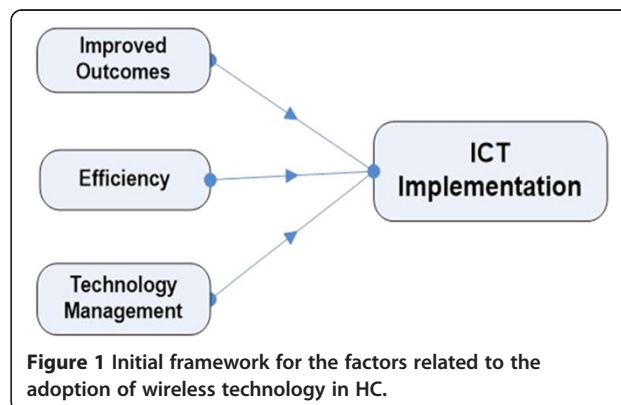 Improved
Outcomes
Efficiency
Technology
Management
ICT
Implementation
Figure 1 Initial framework for the factors related to the
adoption of wireless technology in HC.